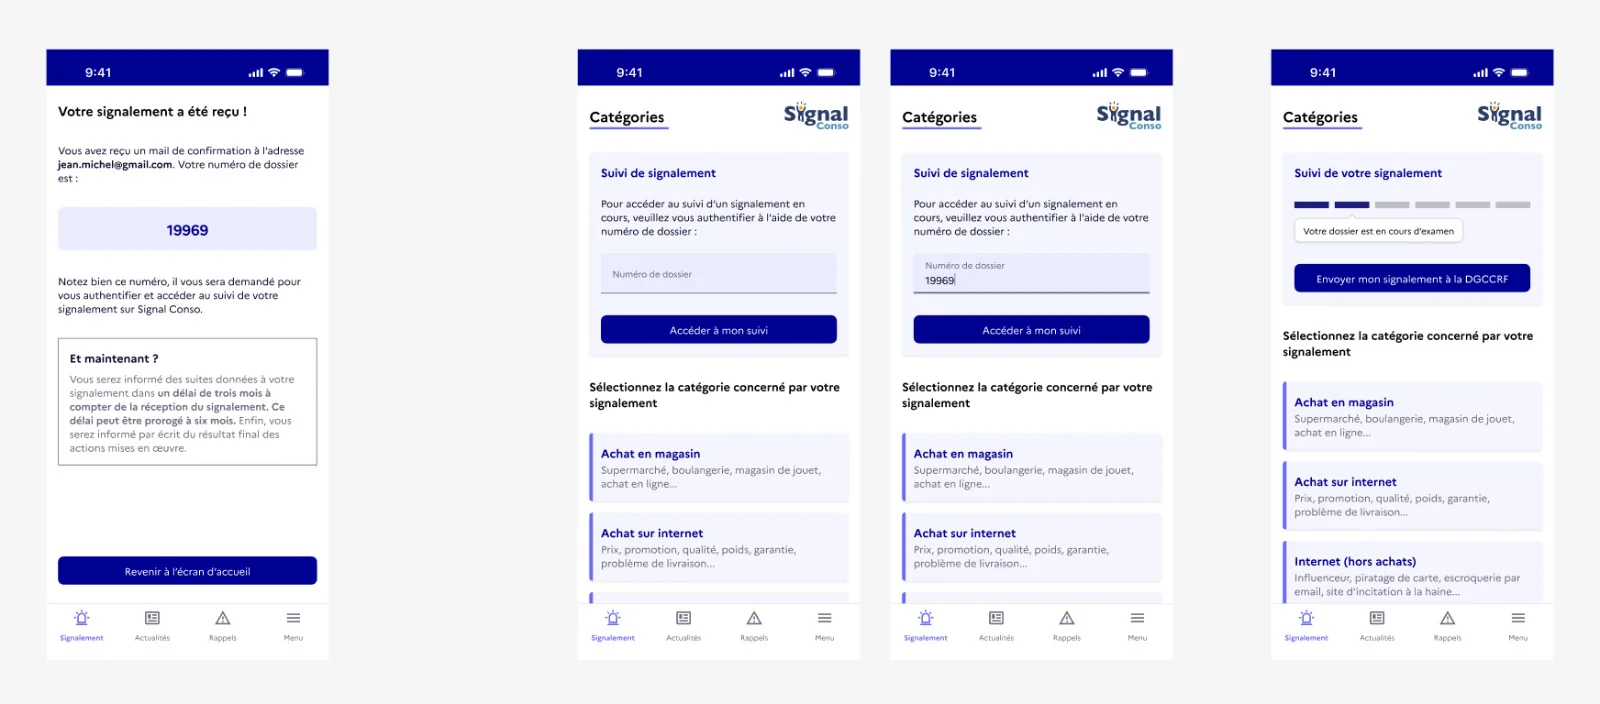 9:41
Votre signalement a été reçu !
Vous avez reçu un mail de confirmation à l'adresse
jean.michel@gmail.com. Votre numéro de dossier
est :
19969
Notez bien ce numéro, il vous sera demandé pour
vous authentifier et accéder au suivi de votre
signalement sur Signal Conso.
Et maintenant ?
Vous serez informé des suites données à votre
signalement dans un délai de trois mois à
compter de la réception du signalement. Ce
délai peut être prorogé à six mois. Enfin, vous
serez informé par écrit du résultat final des
actions mises en œuvre.
Revenir à l'écran d'accueil
Signalement
Actualités
Rappels
Menu
9:41
Catégories
Signal
Conso
Suivi de signalement
Pour accéder au suivi d'un signalement en
cours, veuillez vous authentifier à l'aide de votre
numéro de dossier :
Numéro de dossier
Accéder à mon suivi
Sélectionnez la catégorie concerné par votre
signalement
Achat en magasin
Supermarché, boulangerie, magasin de jouet,
achat en ligne...
Achat sur internet
Prix, promotion, qualité, poids, garantie,
problème de livraison...
Signalement
Actualités
Rappels
Menu
9:41
Catégories
Signal
Conso
Suivi de signalement
Pour accéder au suivi d'un signalement en
cours, veuillez vous authentifier à l'aide de votre
numéro de dossier :
Numéro de dossier
19969
Accéder à mon suivi
Sélectionnez la catégorie concerné par votre
signalement
Achat en magasin
Supermarché, boulangerie, magasin de jouet,
achat en ligne...
Achat sur internet
Prix, promotion, qualité, poids, garantie,
problème de livraison...
Signalement
Actualités
Rappels
Menu
9:41
Catégories
Signal
Conso
Suivi de votre signalement
Votre dossier est en cours d'examen
Envoyer mon signalement à la DGCCRF
Sélectionnez la catégorie concerné par votre
signalement
Achat en magasin
Supermarché, boulangerie, magasin de jouet,
achat en ligne...
Achat sur internet
Prix, promotion, qualité, poids, garantie,
problème de livraison...
Internet (hors achats)
Influenceur, piratage de carte, escroquerie par
email, site d'incitation à la haine...
Signalement
Actualités
Rappels
Menu